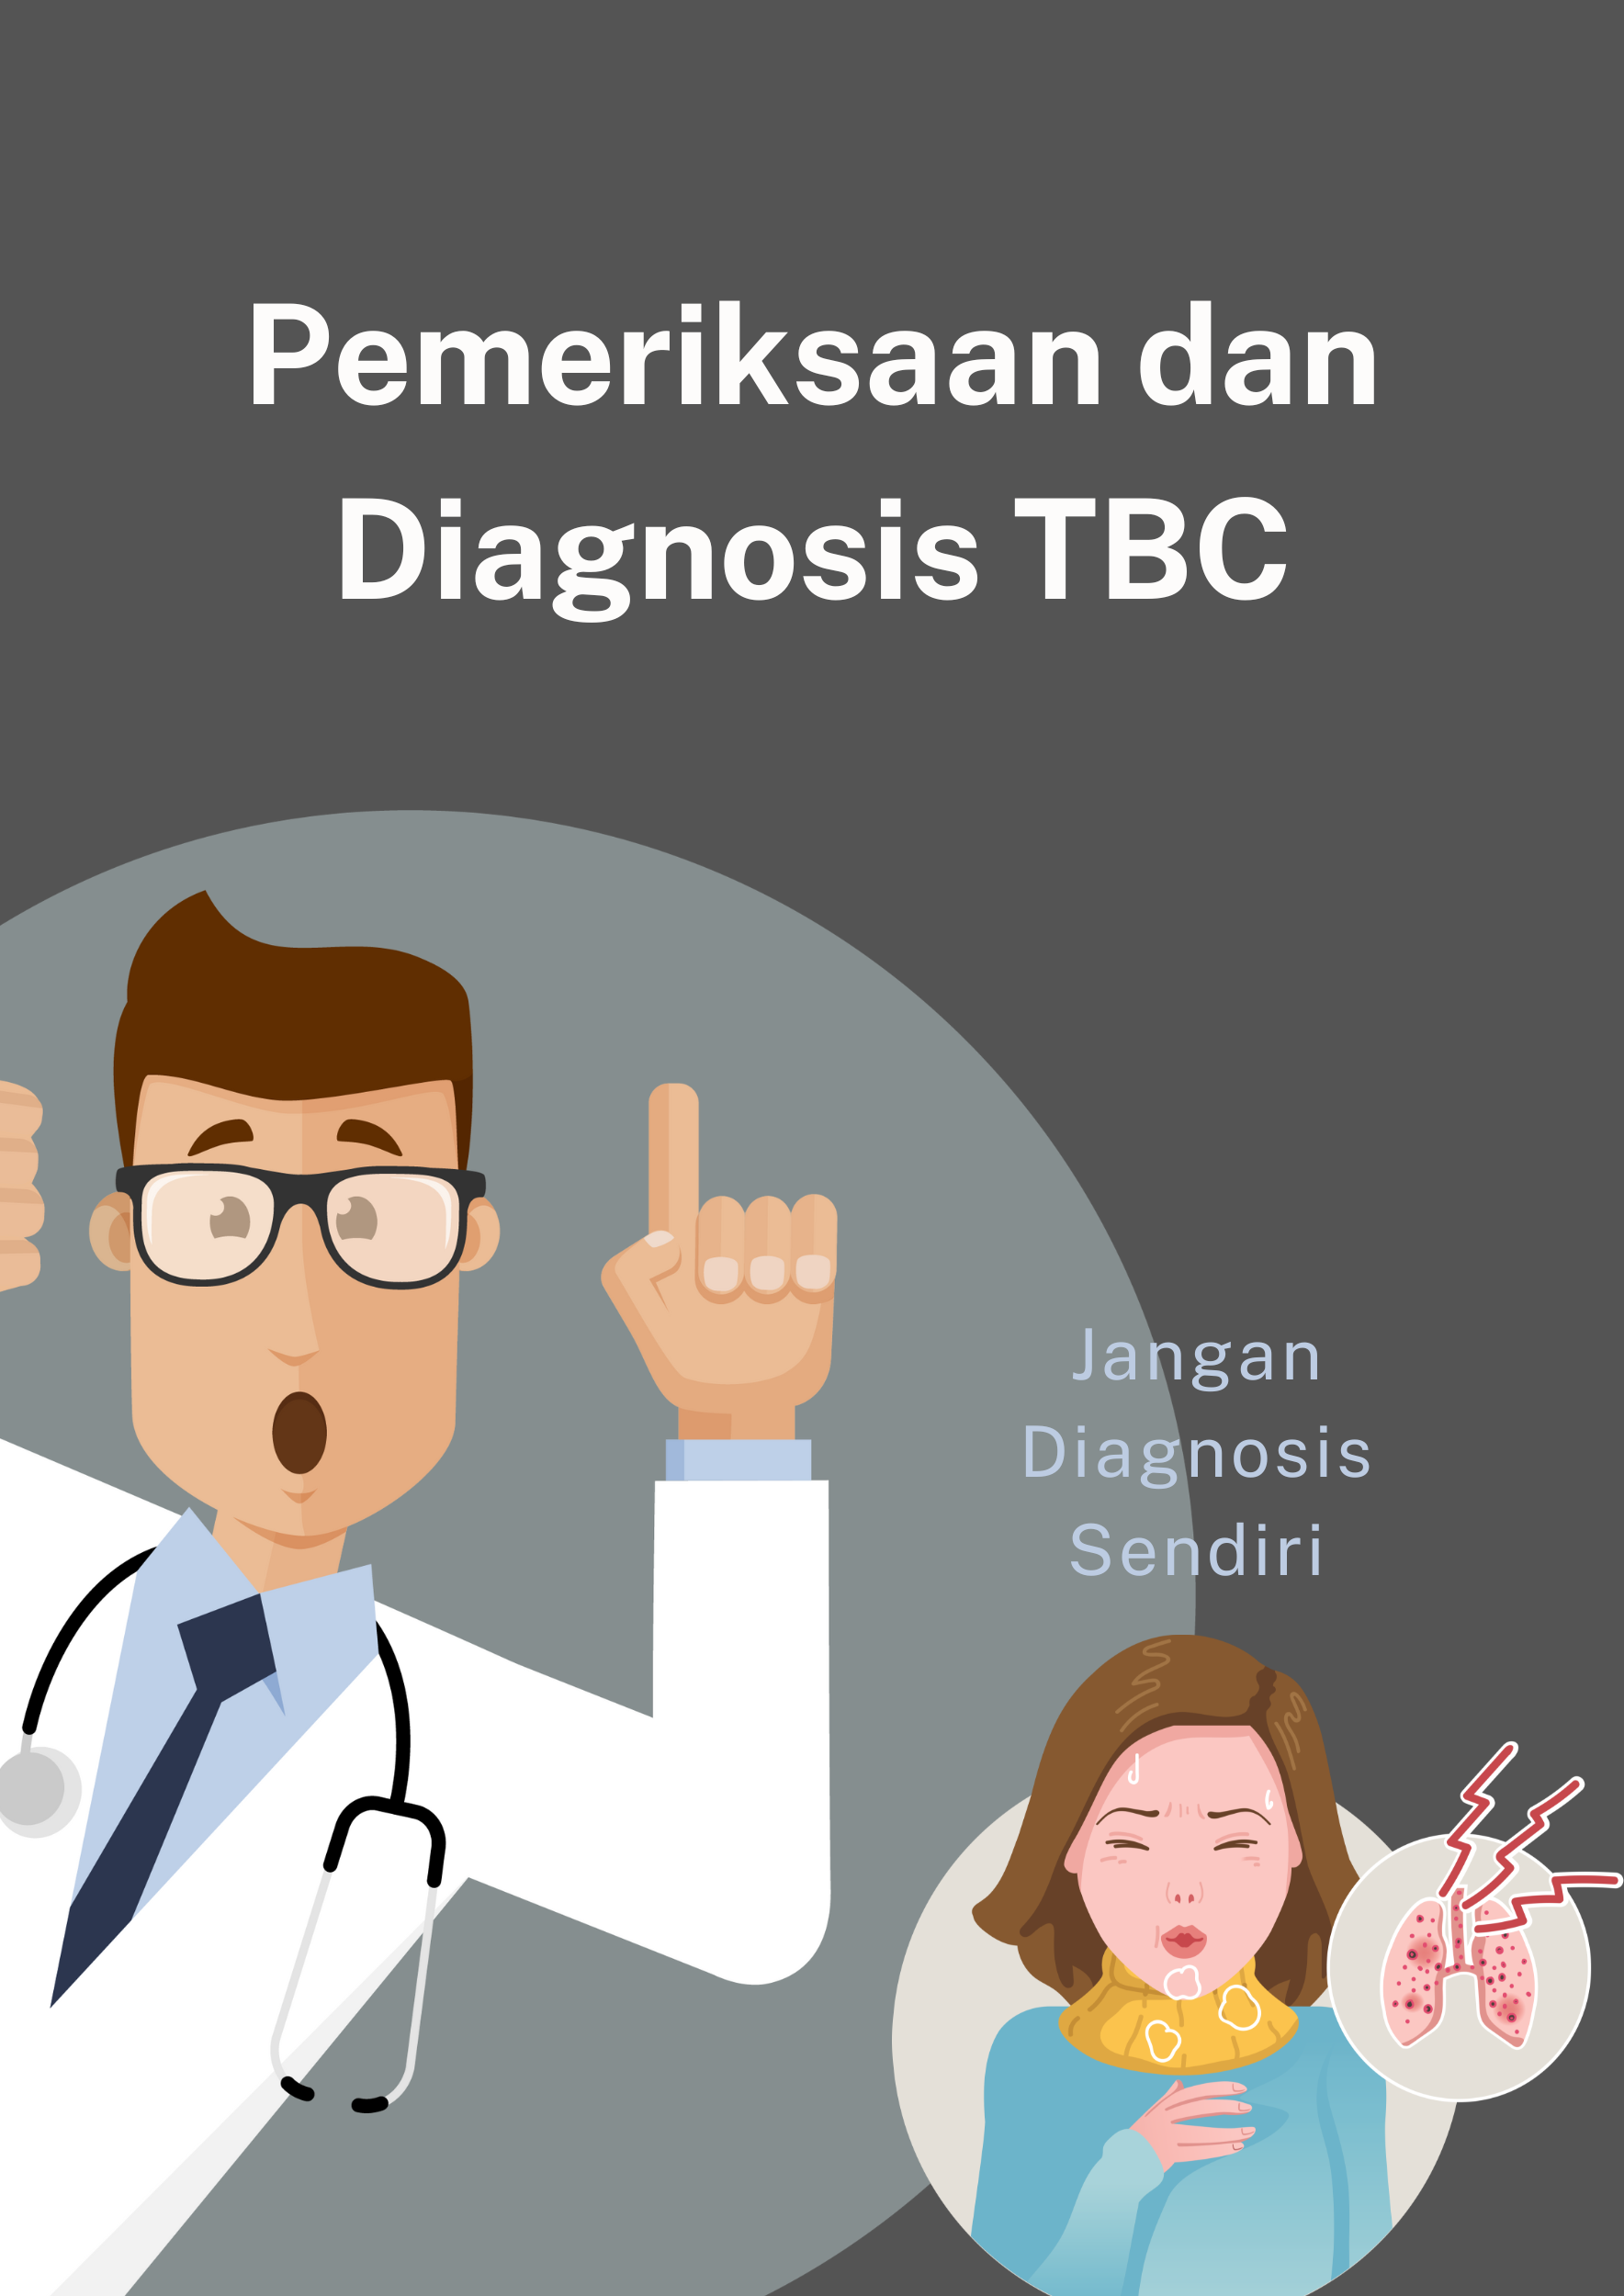 Pemeriksaan dan
Diagnosis TBC
Jangan
Diagnosis
Sendiri